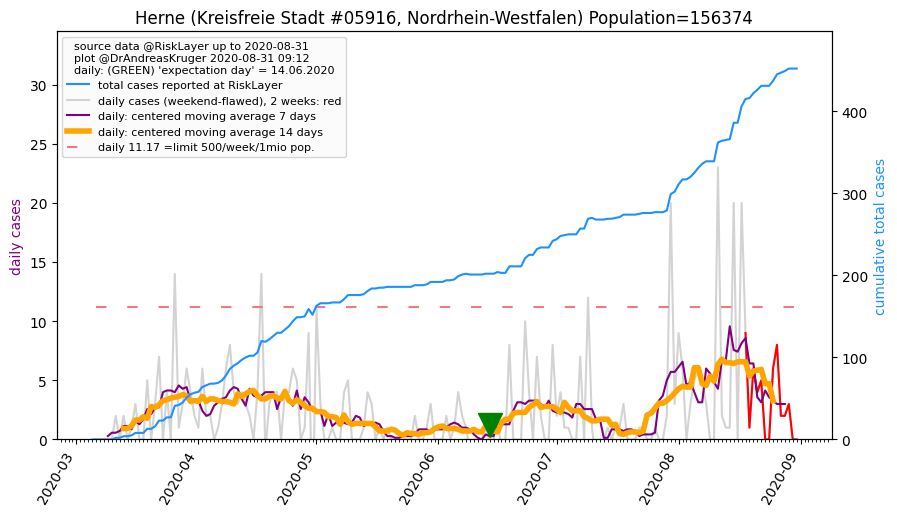 Herne (Kreisfreie Stadt #05916, Nordrhein-Westfalen) Population=156374
source data @RiskLayer up to 2020-08-31
plot @DrAndreasKruger 2020-08-31 09:12
daily: (GREEN) 'expectation day' = 14.06.2020
total cases reported at RiskLayer
daily cases (weekend-flawed), 2 weeks: red
daily: centered moving average 7 days
daily: centered moving average 14 days
daily 11.17 =limit 500/week/1mio pop.
daily cases
30
25
20
15
10
5
0
cumulative total cases
400
300
200
100
0
2020-03
2020-04
2020-05
2020-06
2020-07
2020-08
2020-09